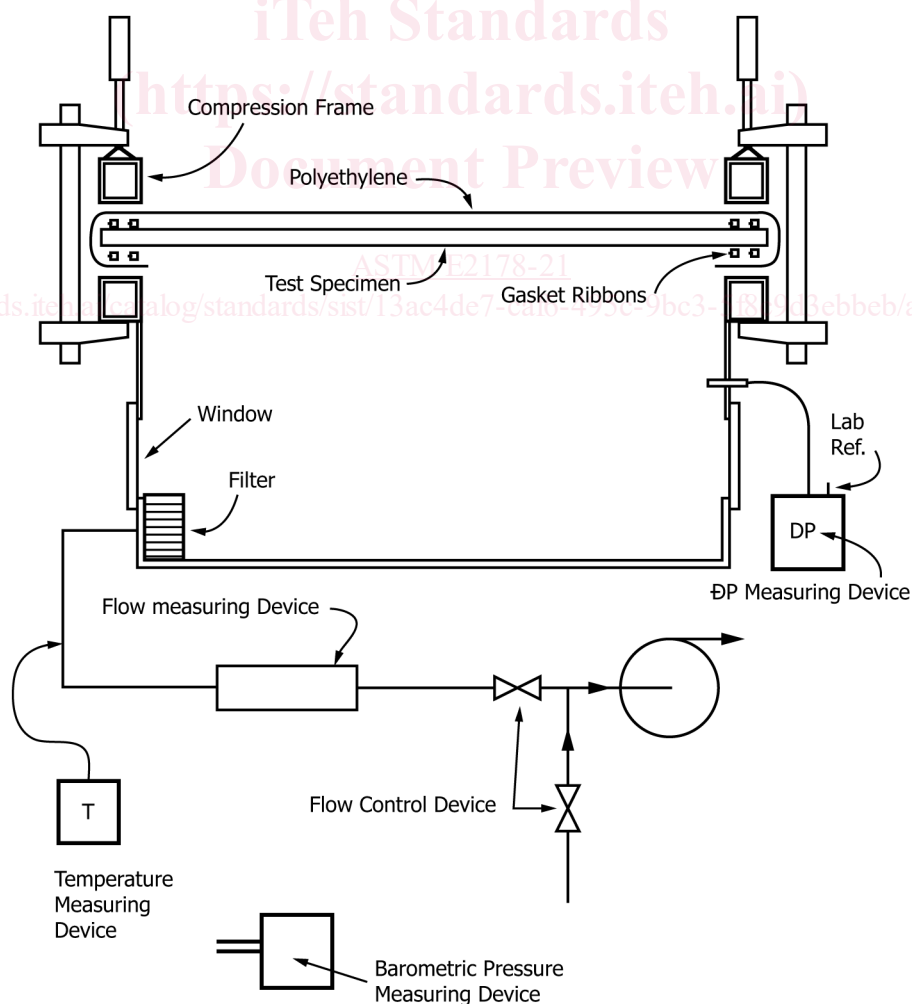 iTeh Standards
(https://standards.iteh.ai)
Document Preview
Compression Frame
Polyethylene
ASTM E2178-21
Test Specimen
Gasket Ribbons
Window
Lab
Ref.
Filter
DP
ÐP Measuring Device
Flow measuring Device
Flow Control Device
T
Temperature
Measuring
Device
Barometric Pressure
Measuring Device